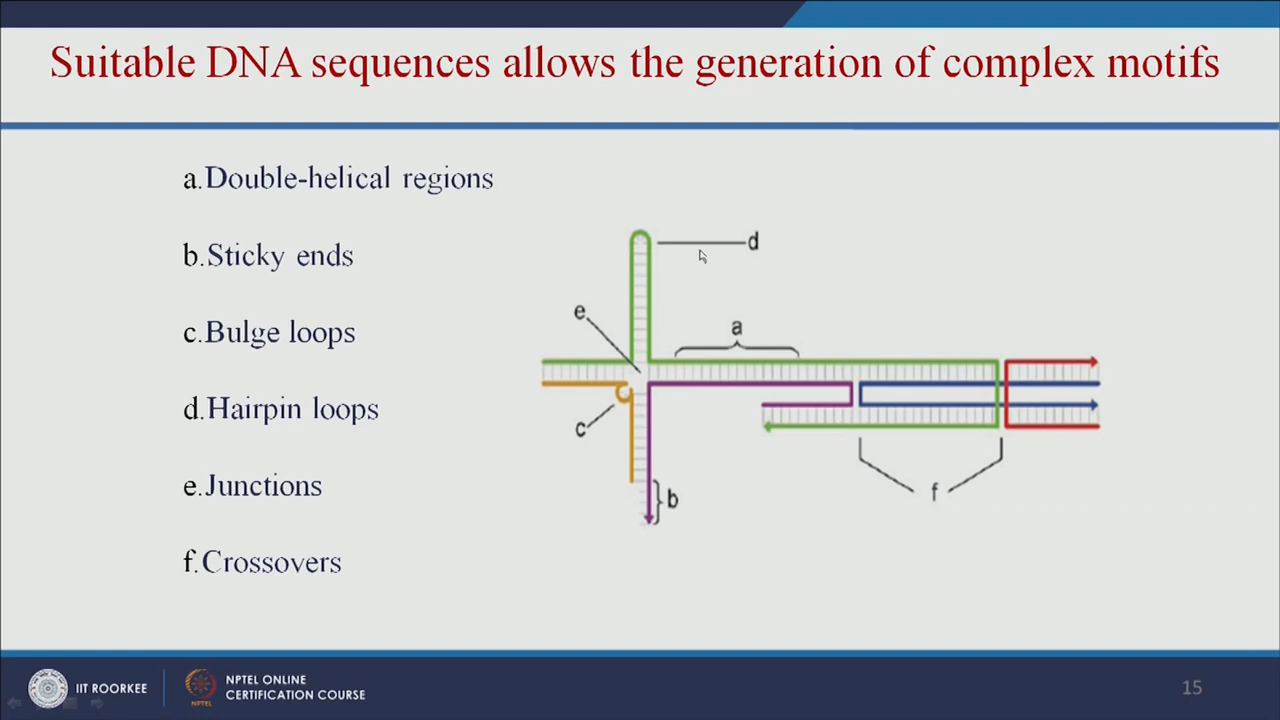 Suitable DNA sequences allows the generation of complex motifs
a.Double-helical regions
b.Sticky ends
c.Bulge loops
d.Hairpin loops
e.Junctions
f.Crossovers
d
e
a
c
b
f
IIT ROORKEE
NPTEL
NPTEL ONLINE
CERTIFICATION COURSE
15